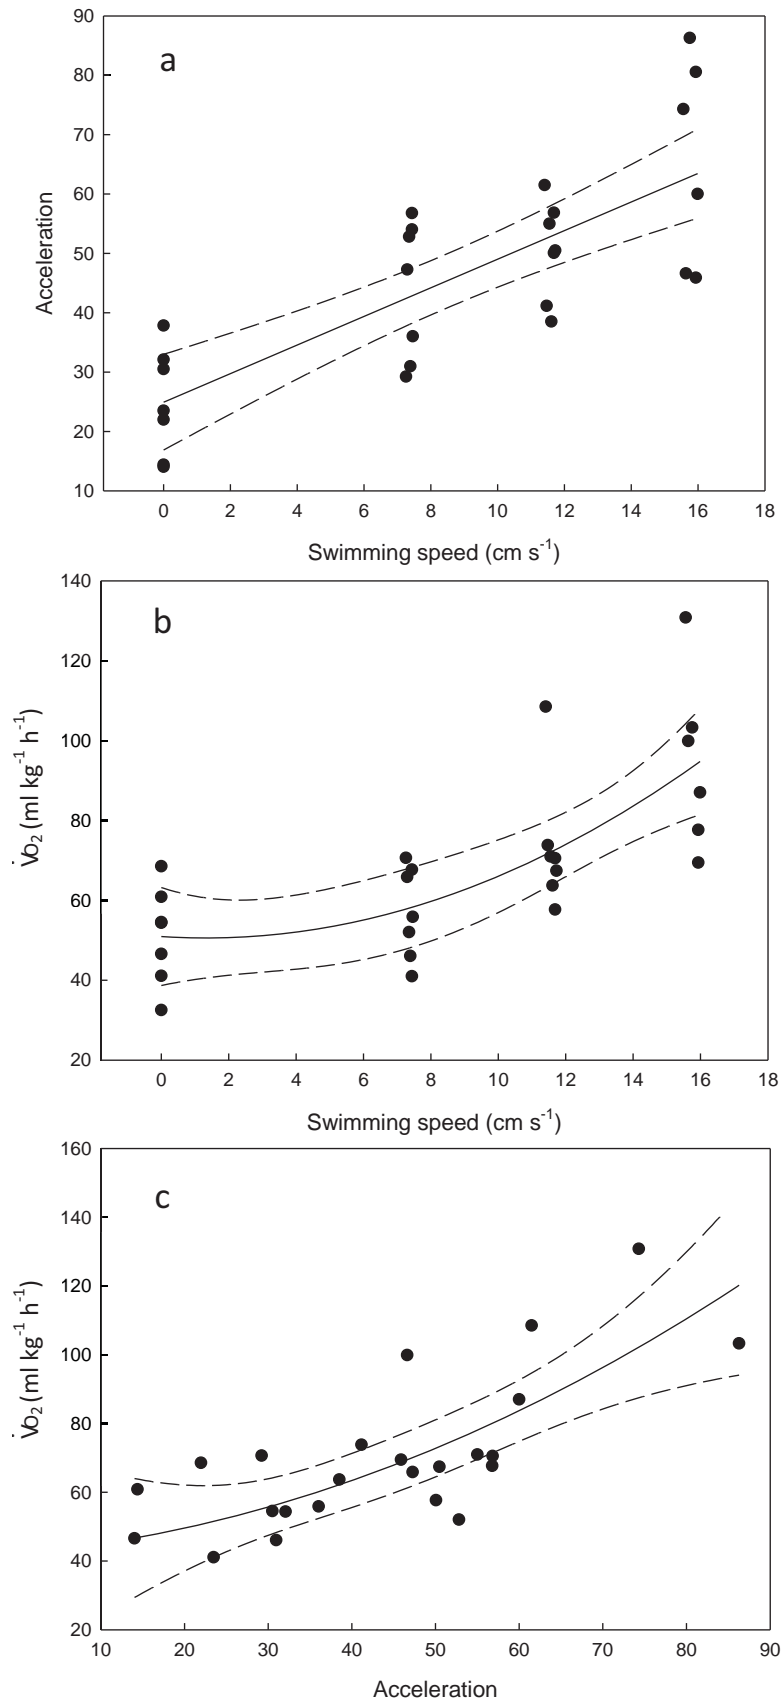 a
90
80
70
60
50
40
30
20
10
Acceleration
0 2 4 6 8 10 12 14 16 18
Swimming speed (cm s⁻¹)
b
140
120
100
80
60
40
20
V̇o₂ (ml kg⁻¹ h⁻¹)
0 2 4 6 8 10 12 14 16 18
Swimming speed (cm s⁻¹)
c
160
140
120
100
80
60
40
20
V̇o₂ (ml kg⁻¹ h⁻¹)
10 20 30 40 50 60 70 80 90
Acceleration